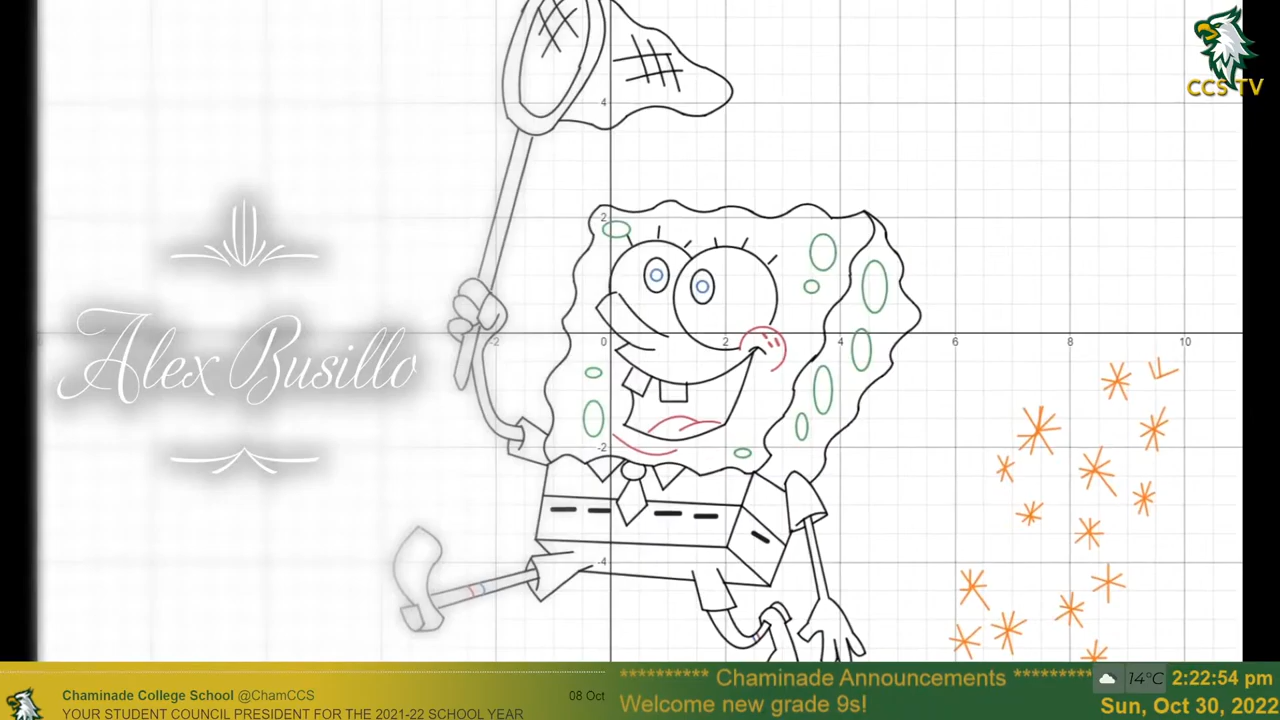 CCS TV
4
2
-2
0
2
4
6
8
10
-2
-4
Alex Busillo
Chaminade College School @ChamCCS
08 Oct
YOUR STUDENT COUNCIL PRESIDENT FOR THE 2021-22 SCHOOL YEAR
********** Chaminade Announcements *********
Welcome new grade 9s!
14°C
2:22:54 pm
Sun, Oct 30, 2022